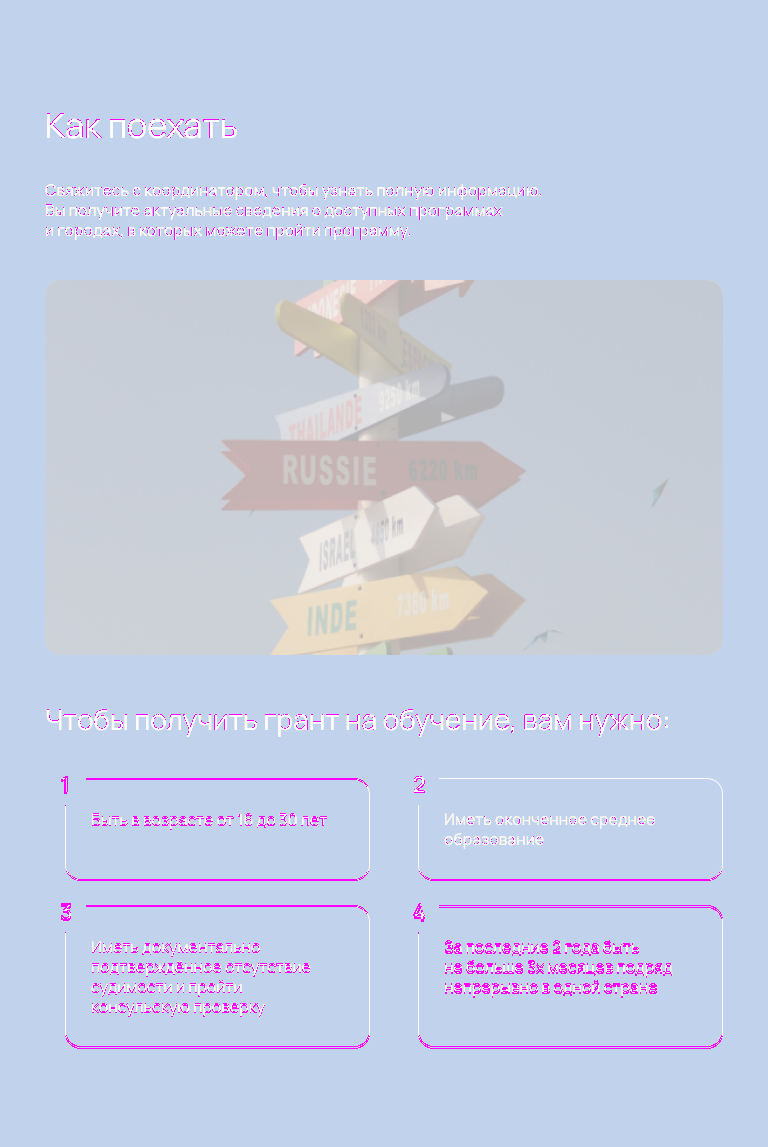 Как поехать
Свяжитесь с координатором, чтобы узнать полную информацию.
Вы получите актуальные сведения о доступных программах
и городах, в которых можете пройти программу.
THAILANDE 9250 km
RUSSIE 6220 km
ISRAEL
INDE 7360 km
Чтобы получить грант на обучение, вам нужно:
1
Быть в возрасте от 18 до 30 лет
2
Иметь оконченное среднее
образование
3
Иметь документально
подтверждённое отсутствие
судимости и пройти
консульскую проверку
4
За последние 2 года быть
не больше 3х месяцев подряд
непрерывно в одной стране